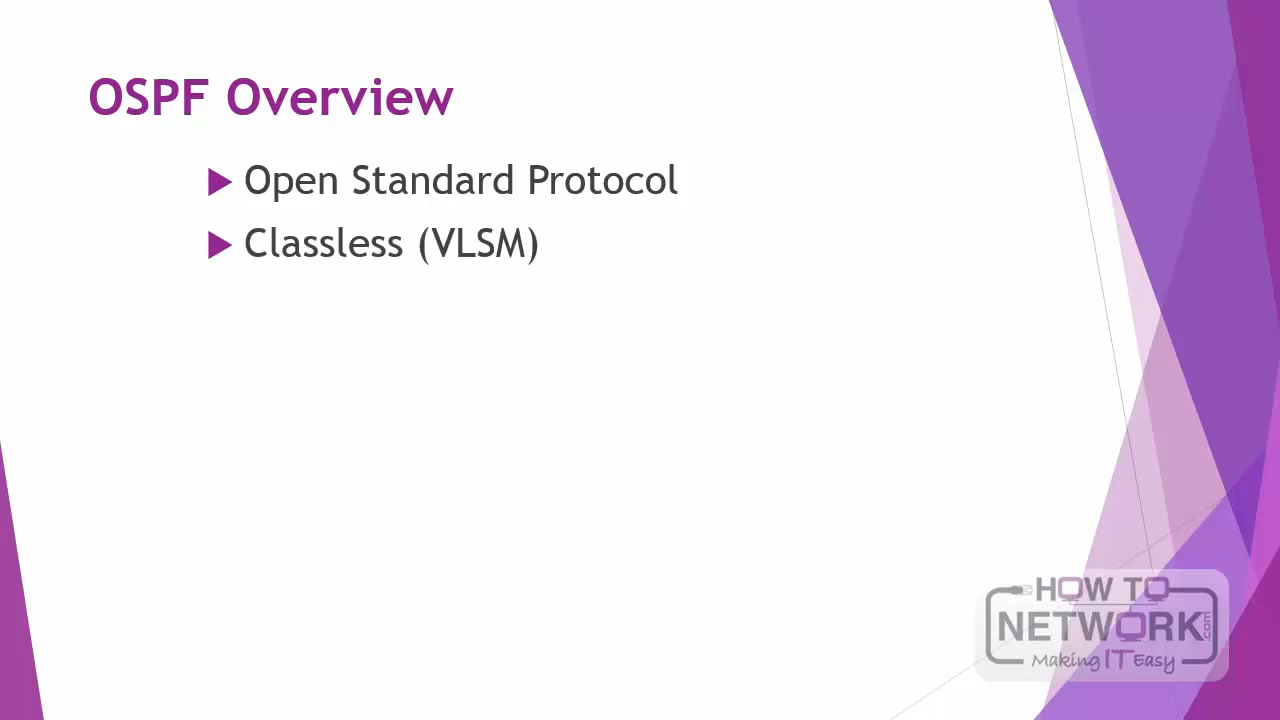 OSPF Overview
Open Standard Protocol
Classless (VLSM)
HOW TO
NETWORK.com
Making IT Easy